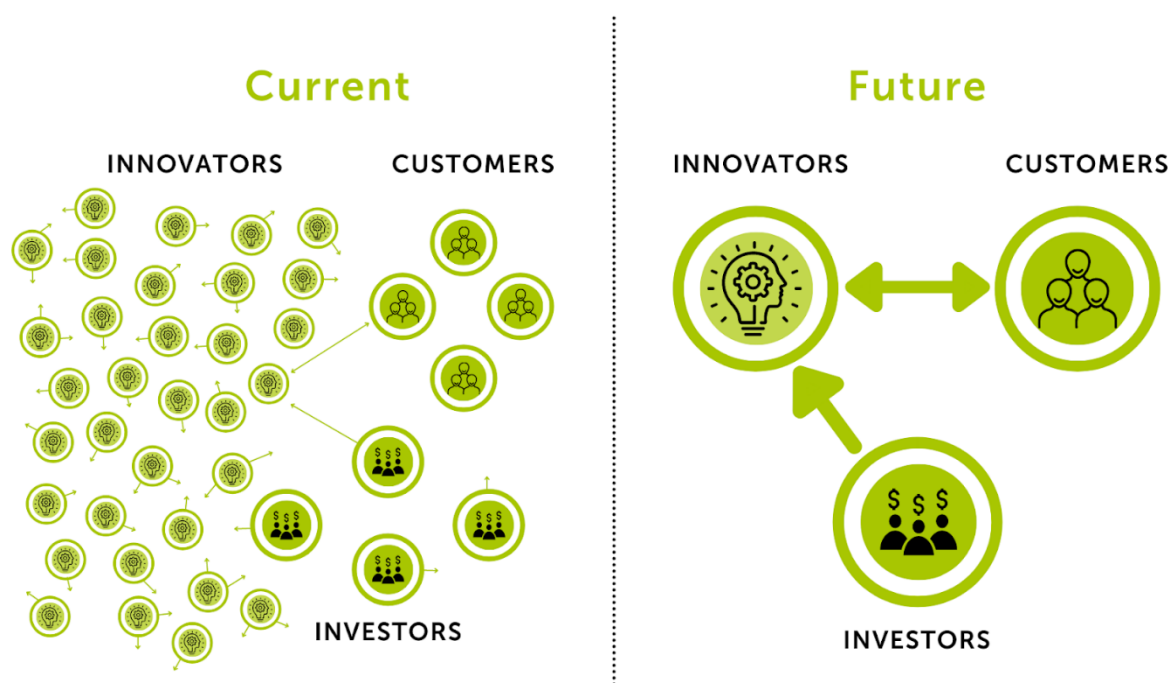 Current
INNOVATORS
CUSTOMERS
$ $ $
$ $ $
$ $ $
$ $ $
INVESTORS
Future
INNOVATORS
CUSTOMERS
$ $ $
INVESTORS